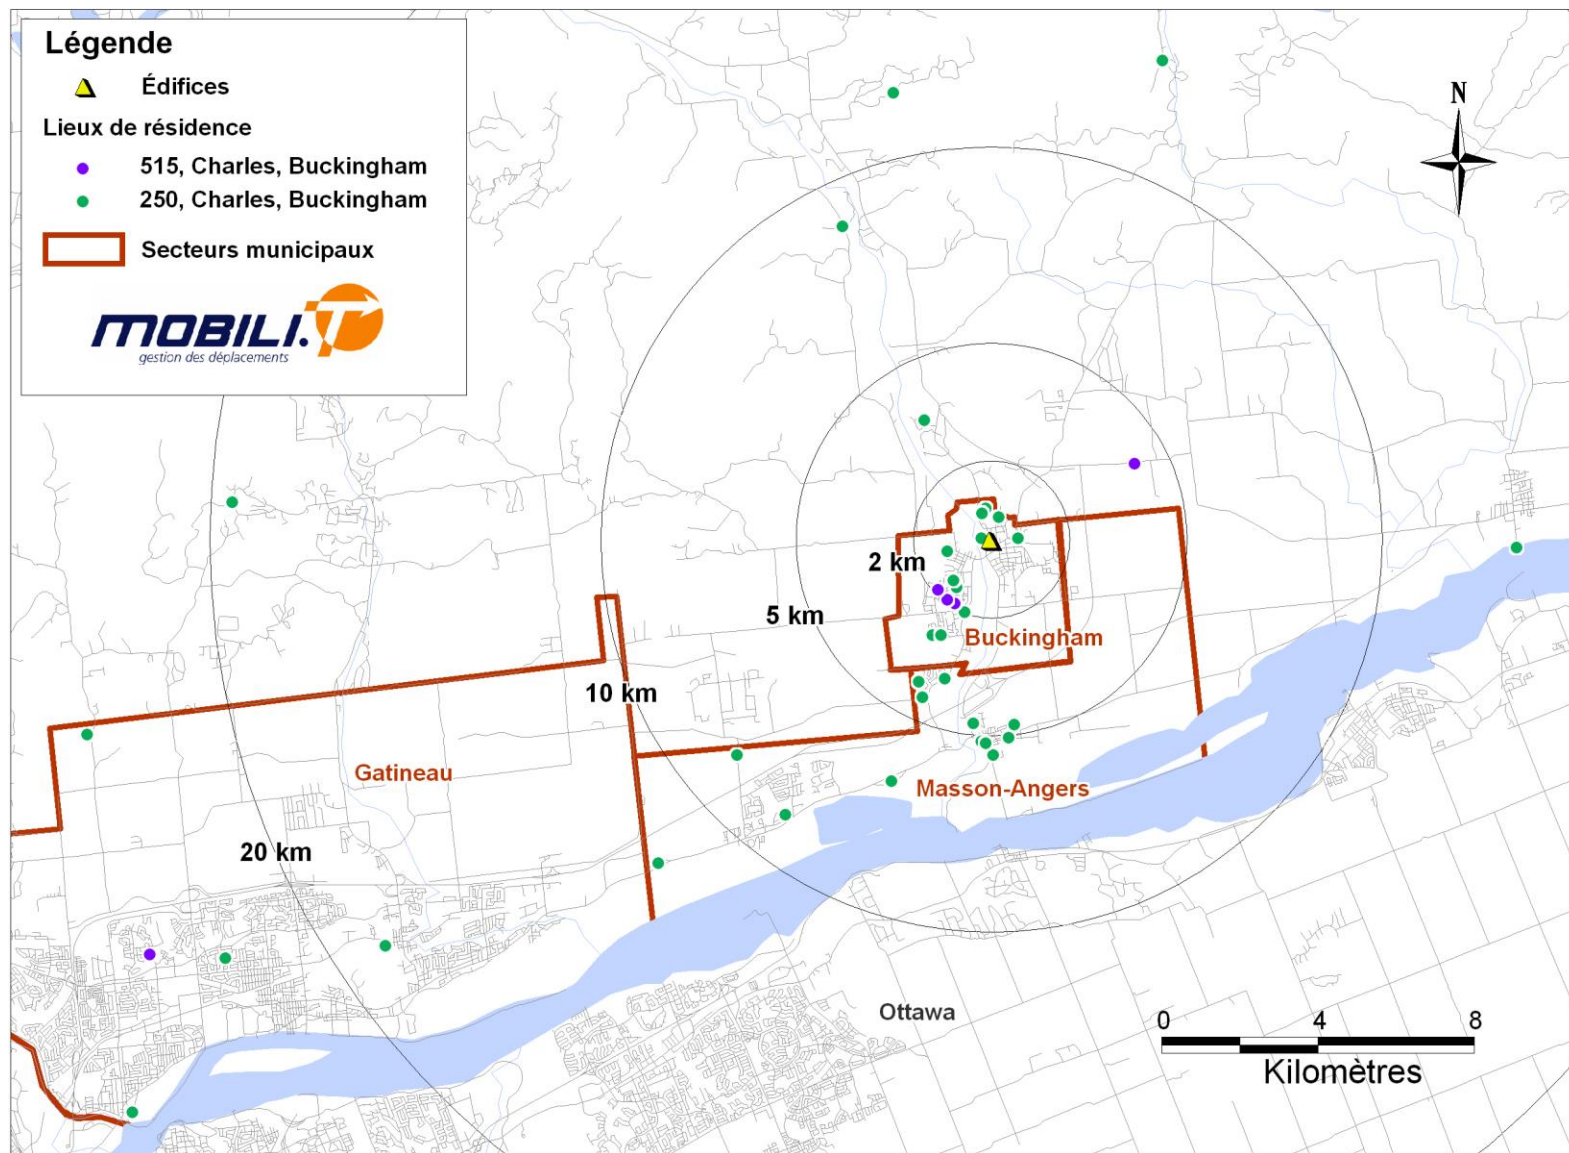 Légende
Édifices
Lieux de résidence
515, Charles, Buckingham
250, Charles, Buckingham
Secteurs municipaux
MOBILI.T
gestion des déplacements
N
2 km
5 km
Buckingham
10 km
Gatineau
Masson-Angers
20 km
Ottawa
0 4 8
Kilomètres